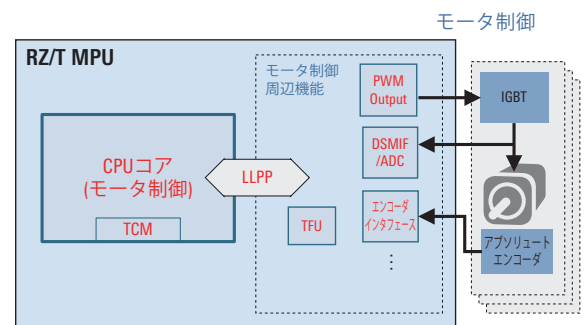 モータ制御
RZ/T MPU
モータ制御
周辺機能
PWM
Output
IGBT
DSMIF
/ADC
CPUコア
(モータ制御)
LLPP
TCM
TFU
エンコーダ
インタフェース
⋮
アブソリュート
エンコーダ